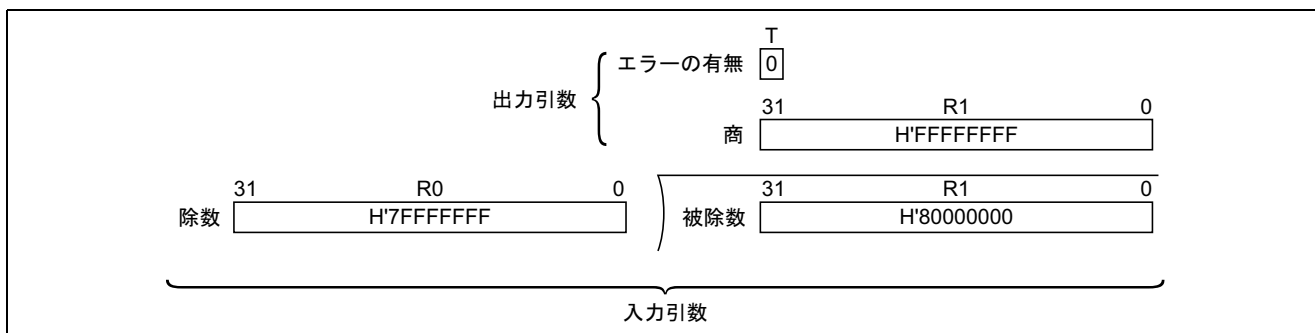 T
エラーの有無 0
出力引数
31 R1 0
商 H'FFFFFFFF
31 R0 0 31 R1 0
除数 H'7FFFFFFF 被除数 H'80000000
入力引数